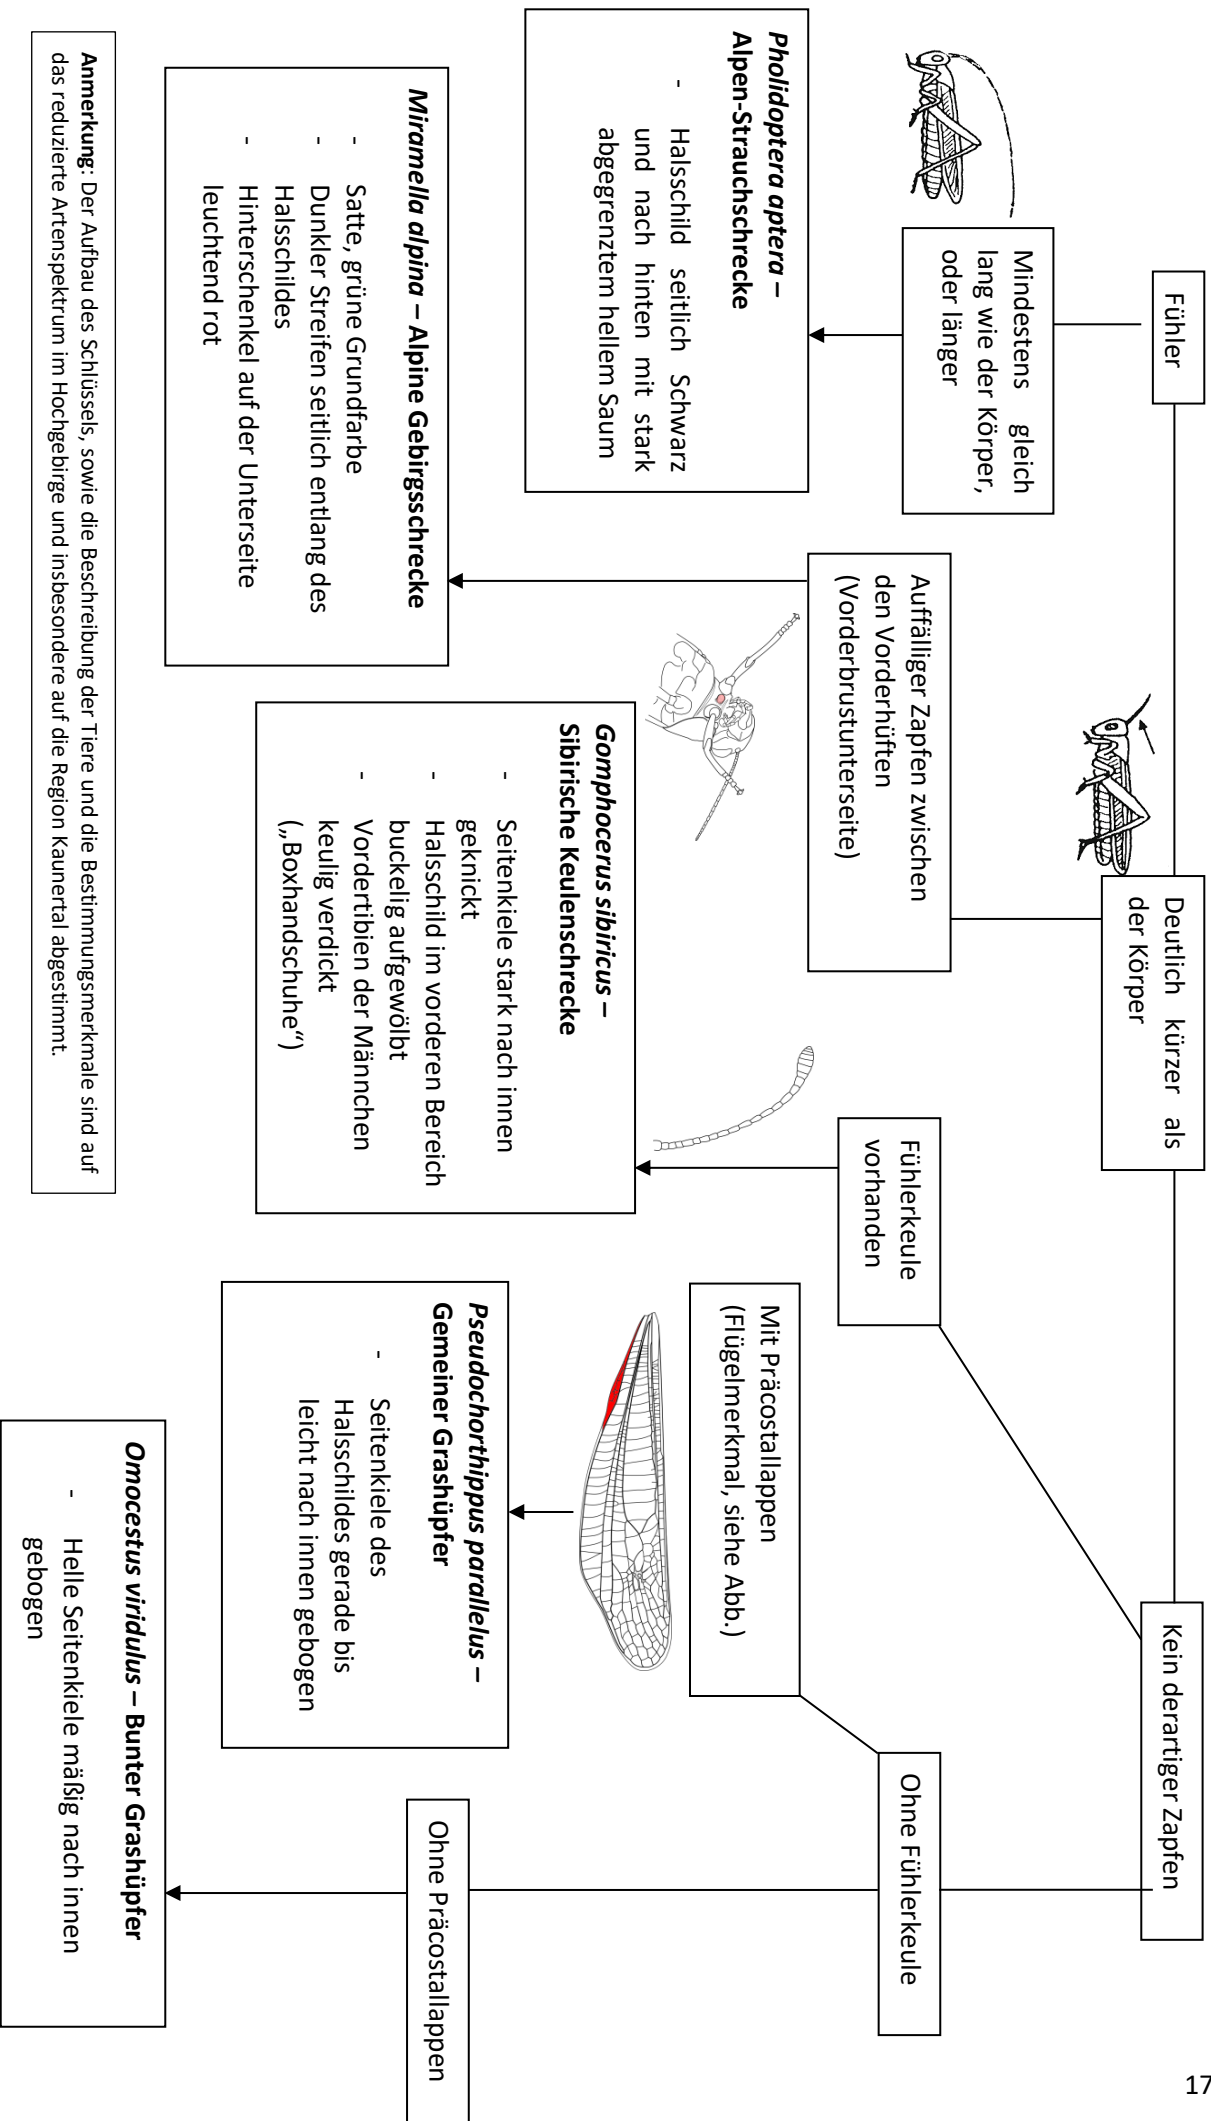 Fühler
Mindestens gleich
lang wie der Körper,
oder länger
Pholidoptera aptera –
Alpen-Strauchschrecke
- Halsschild seitlich Schwarz
und nach hinten mit stark
abgegrenztem hellem Saum
Deutlich kürzer als
der Körper
Auffälliger Zapfen zwischen
den Vorderhüften
(Vorderbrustunterseite)
Miramella alpina – Alpine Gebirgsschrecke
- Satte, grüne Grundfarbe
- Dunkler Streifen seitlich entlang des
Halsschildes
- Hinterschenkel auf der Unterseite
leuchtend rot
Kein derartiger Zapfen
Fühlerkeule
vorhanden
Gomphocerus sibiricus –
Sibirische Keulenschrecke
- Seitenkiele stark nach innen
geknickt
- Halsschild im vorderen Bereich
buckelig aufgewölbt
- Vordertibien der Männchen
keulig verdickt
(„Boxhandschuhe“)
Ohne Fühlerkeule
Mit Präcostallappen
(Flügelmerkmal, siehe Abb.)
Pseudochorthippus parallelus –
Gemeiner Grashüpfer
- Seitenkiele des
Halsschildes gerade bis
leicht nach innen gebogen
Ohne Präcostallappen
Omocestus viridulus – Bunter Grashüpfer
- Helle Seitenkiele mäßig nach innen
gebogen
Anmerkung: Der Aufbau des Schlüssels, sowie die Beschreibung der Tiere und die Bestimmungsmerkmale sind auf
das reduzierte Artenspektrum im Hochgebirge und insbesondere auf die Region Kaunertal abgestimmt.
17